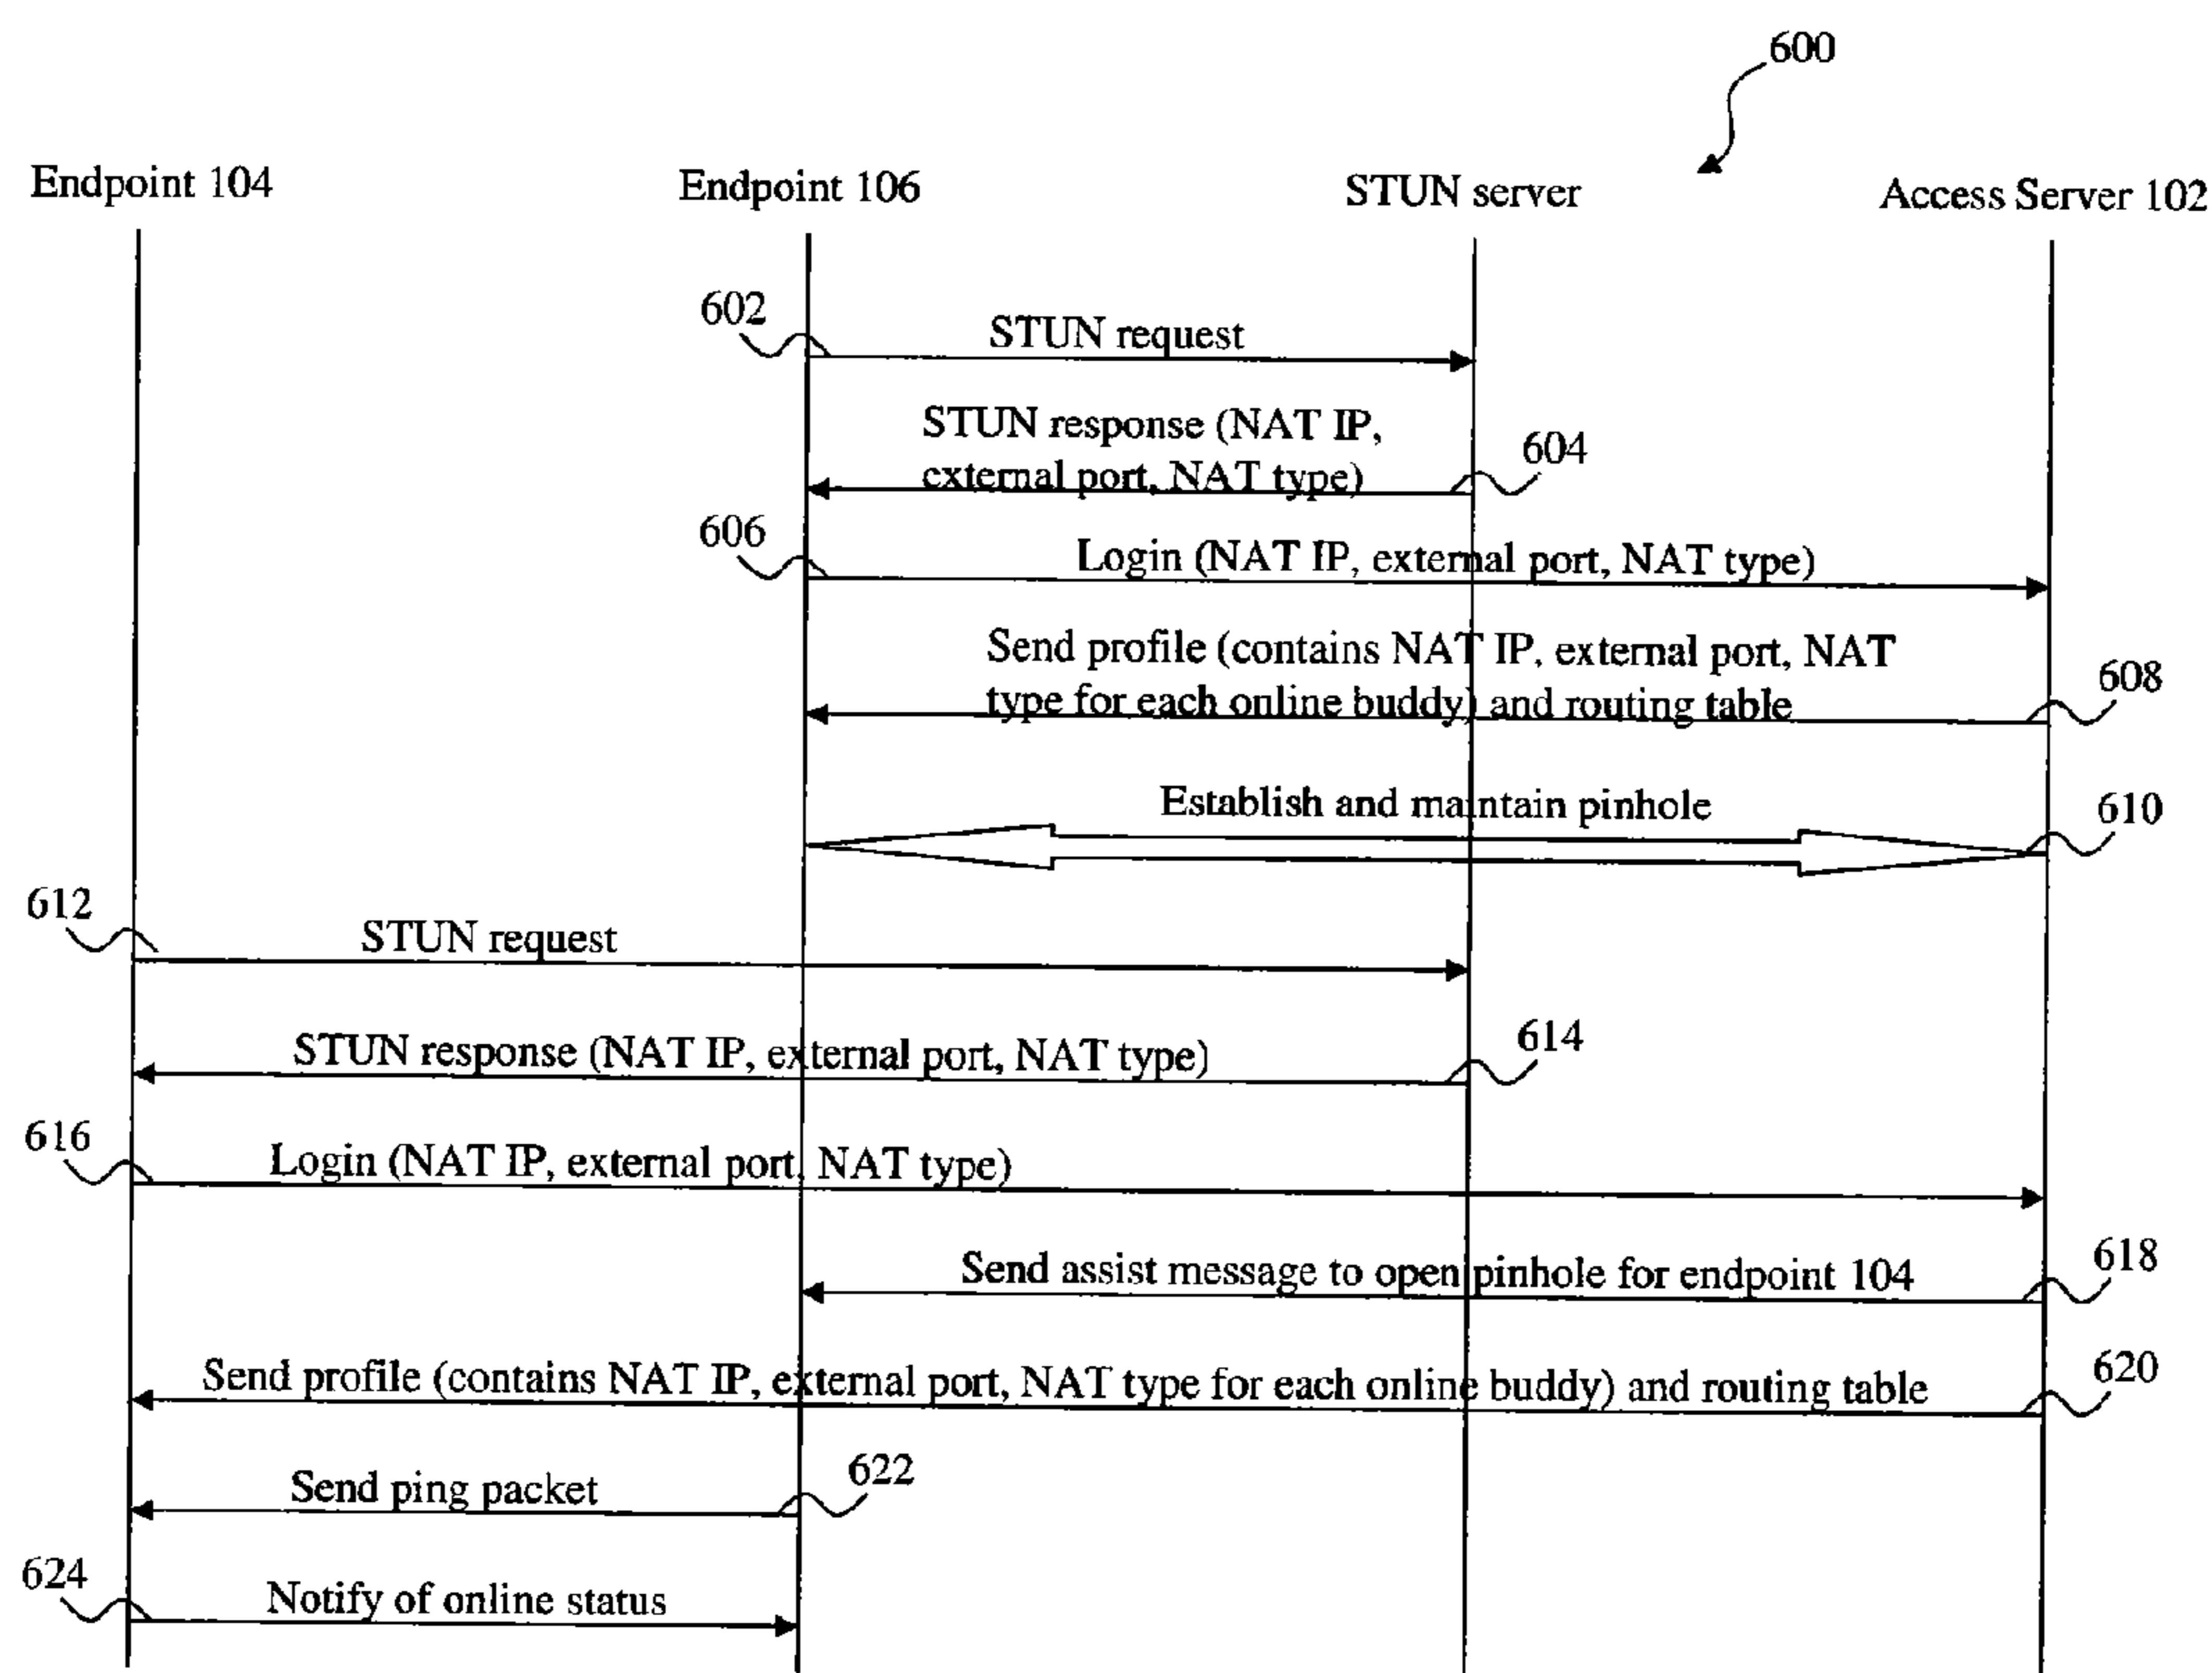 600
Endpoint 104
Endpoint 106
STUN server
Access Server 102
602
STUN request
STUN response (NAT IP,
external port, NAT type)
604
606
Login (NAT IP, external port, NAT type)
Send profile (contains NAT IP, external port, NAT
type for each online buddy) and routing table
608
Establish and maintain pinhole
610
612
STUN request
STUN response (NAT IP, external port, NAT type)
614
616
Login (NAT IP, external port, NAT type)
Send assist message to open pinhole for endpoint 104
618
Send profile (contains NAT IP, external port, NAT type for each online buddy) and routing table
620
Send ping packet
622
624
Notify of online status